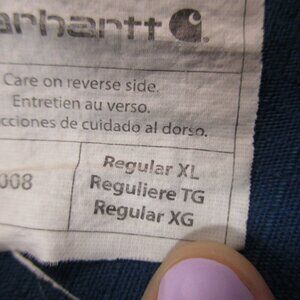 arhartt
Care on reverse side.
Entretien au verso.
cciones de cuidado al dorso.
008
Regular XL
Reguliere TG
Regular XG